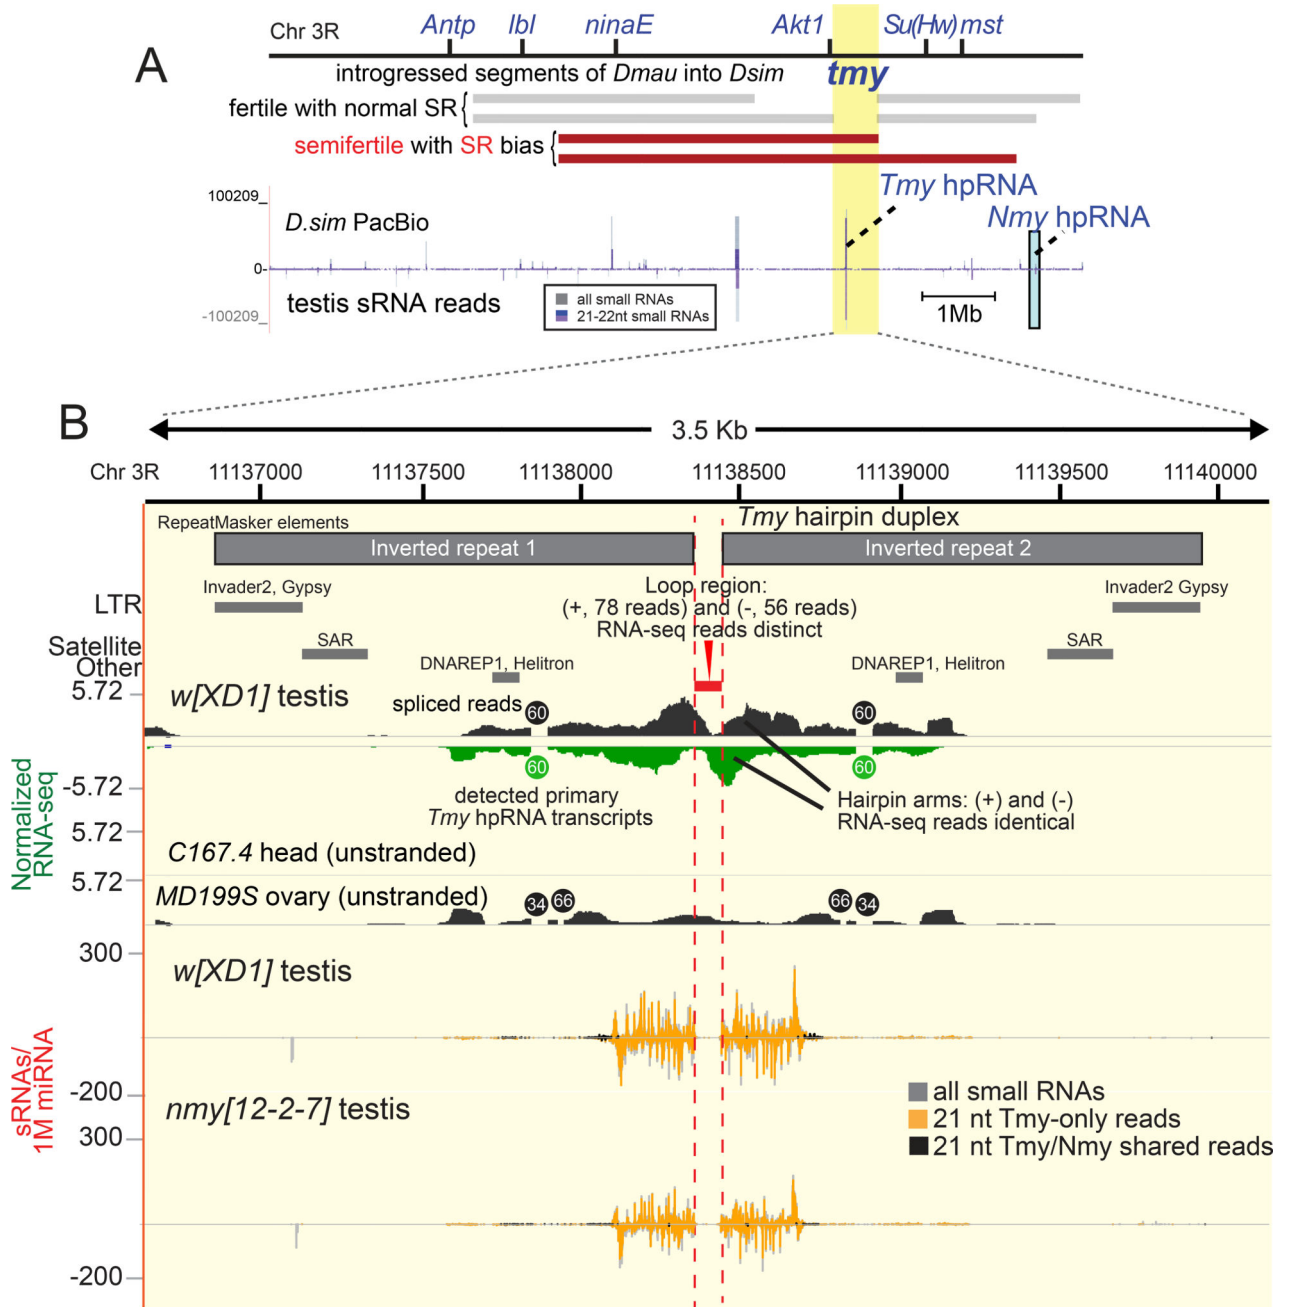 A
Chr 3R
Antp
lbl
ninaE
Akt1
Su(Hw)
mst
introgressed segments of Dmau into Dsim
tmy
fertile with normal SR
semifertile with SR bias
Tmy hpRNA
Nmy hpRNA
100209
D.sim PacBio
0
testis sRNA reads
all small RNAs
21-22nt small RNAs
-100209
1Mb
B
3.5 Kb
Chr 3R
11137000
11137500
11138000
11138500
11139000
11139500
11140000
RepeatMasker elements
Tmy hairpin duplex
Inverted repeat 1
Inverted repeat 2
LTR
Invader2, Gypsy
Loop region:
(+, 78 reads) and (-, 56 reads)
RNA-seq reads distinct
Invader2 Gypsy
Satellite
SAR
SAR
Other
DNAREP1, Helitron
DNAREP1, Helitron
5.72
w[XD1] testis
spliced reads
60
60
60
60
-5.72
Normalized
RNA-seq
detected primary
Tmy hpRNA transcripts
Hairpin arms: (+) and (-)
RNA-seq reads identical
5.72
C167.4 head (unstranded)
5.72
MD199S ovary (unstranded)
34
66
66
34
300
w[XD1] testis
sRNAs/
1M miRNA
-200
nmy[12-2-7] testis
300
all small RNAs
21 nt Tmy-only reads
21 nt Tmy/Nmy shared reads
-200